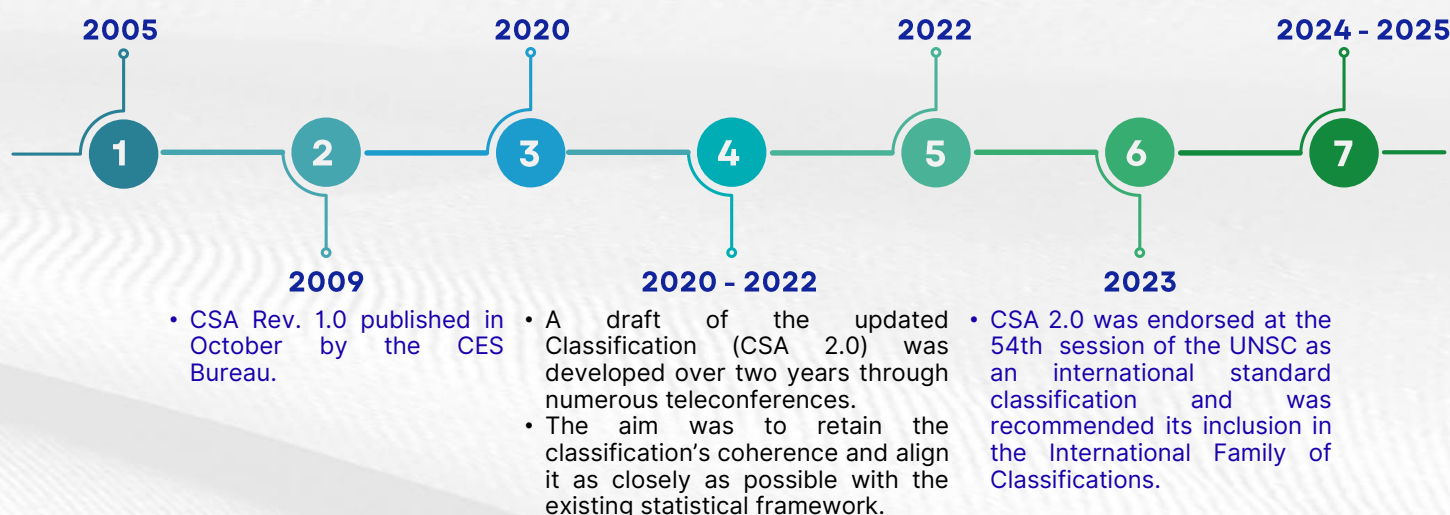 2005
2020
2022
2024 - 2025
1
2
3
4
5
6
7
2009
2020 - 2022
2023
• CSA Rev. 1.0 published in
October by the CES
Bureau.
• A draft of the updated
Classification (CSA 2.0) was
developed over two years through
numerous teleconferences.
• The aim was to retain the
classification’s coherence and align
it as closely as possible with the
existing statistical framework.
• CSA 2.0 was endorsed at the
54th session of the UNSC as
an international standard
classification and was
recommended its inclusion in
the International Family of
Classifications.